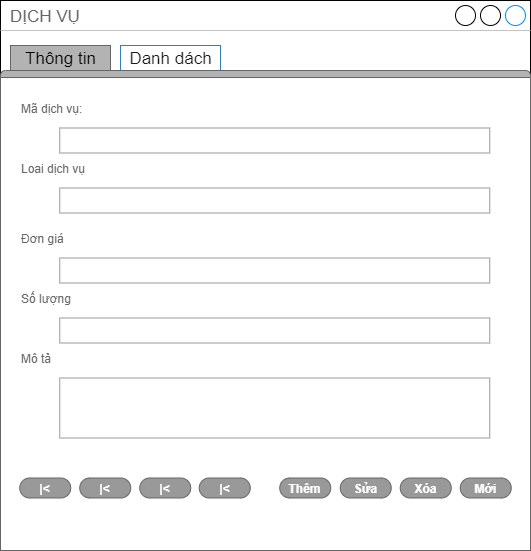 DỊCH VỤ
Thông tin
Danh dách
Mã dịch vụ:
Loai dịch vụ
Đơn giá
Số lượng
Mô tả
|< |< |< |< Thêm Sửa Xóa Mới